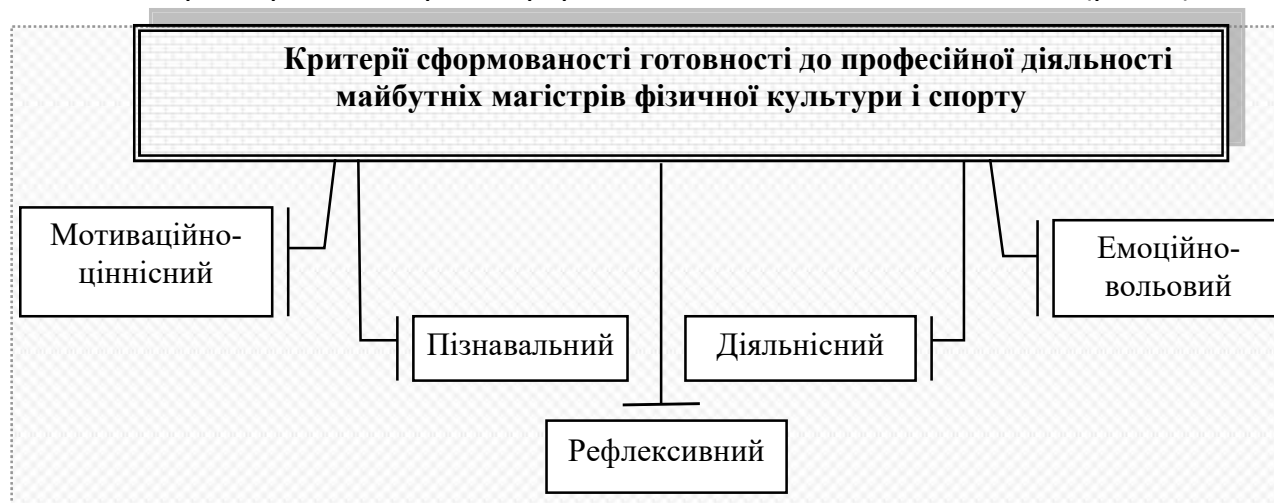 Критерії сформованості готовності до професійної діяльності
майбутніх магістрів фізичної культури і спорту
Мотиваційно-
ціннісний
Емоційно-
вольовий
Пізнавальний
Діяльнісний
Рефлексивний